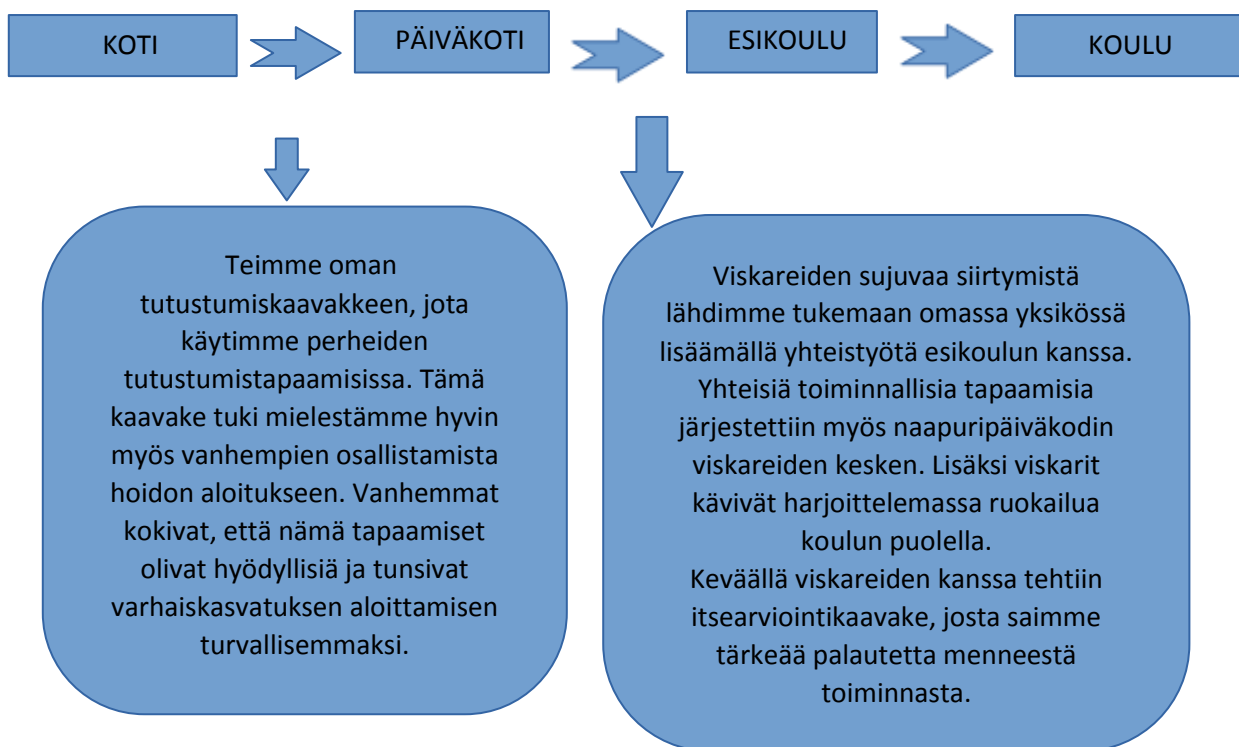 KOTI
PÄIVÄKOTI
ESIKOULU
KOULU
Teimme oman
tutustumiskaavakkeen, jota
käytimme perheiden
tutustumistapaamisissa. Tämä
kaavake tuki mielestämme hyvin
myös vanhempien osallistamista
hoidon aloitukseen. Vanhemmat
kokivat, että nämä tapaamiset
olivat hyödyllisiä ja tunsivat
varhaiskasvatuksen aloittamisen
turvallisemmaksi.
Viskareiden sujuvaa siirtymistä
lähdimme tukemaan omassa yksikössä
lisäämällä yhteistyötä esikoulun kanssa.
Yhteisiä toiminnallisia tapaamisia
järjestettiin myös naapuripäiväkodin
viskareiden kesken. Lisäksi viskarit
kävivät harjoittelemassa ruokailua
koulun puolella.
Keväällä viskareiden kanssa tehtiin
itsearviointikaavake, josta saimme
tärkeää palautetta menneestä
toiminnasta.